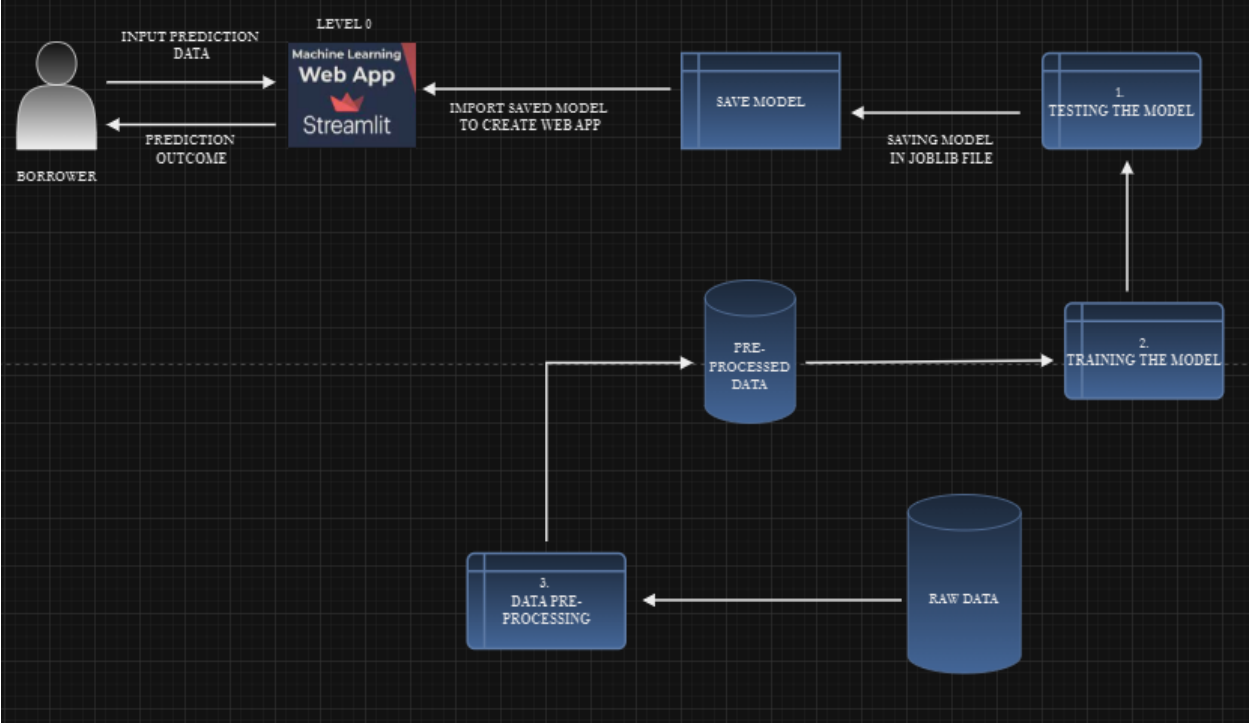 LEVEL 0
INPUT PREDICTION
DATA
Machine Learning
Web App
Streamlit
PREDICTION
OUTCOME
BORROWER
IMPORT SAVED MODEL
TO CREATE WEB APP
SAVE MODEL
SAVING MODEL
IN JOBLIB FILE
1.
TESTING THE MODEL
PRE-
PROCESSED
DATA
2.
TRAINING THE MODEL
3.
DATA PRE-
PROCESSING
RAW DATA